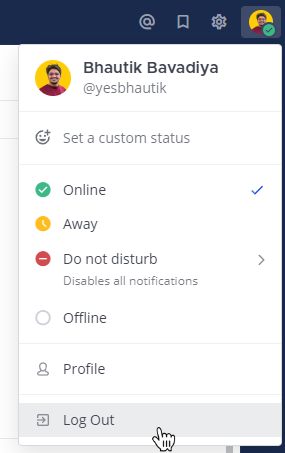 Bhautik Bavadiya
@yesbhautik
Set a custom status
Online
Away
Do not disturb
Disables all notifications
Offline
Profile
Log Out